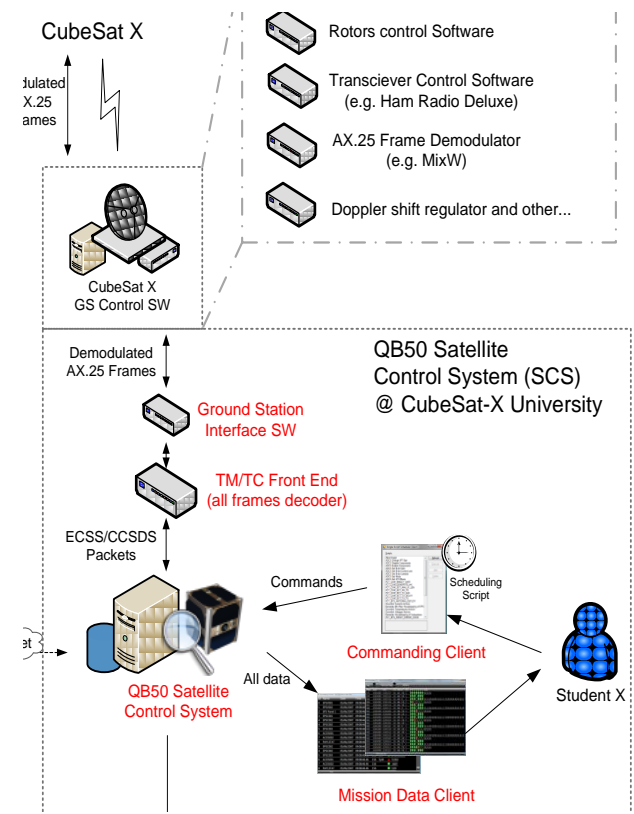 CubeSat X
dulated
X.25
ames
CubeSat X
GS Control SW
Rotors control Software
Transciever Control Software
(e.g. Ham Radio Deluxe)
AX.25 Frame Demodulator
(e.g. MixW)
Doppler shift regulator and other...
Demodulated
AX.25 Frames
QB50 Satellite
Control System (SCS)
@ CubeSat-X University
Ground Station
Interface SW
TM/TC Front End
(all frames decoder)
ECSS/CCSDS
Packets
Commands
Scheduling
Script
Commanding Client
et
QB50 Satellite
Control System
All data
Student X
Mission Data Client